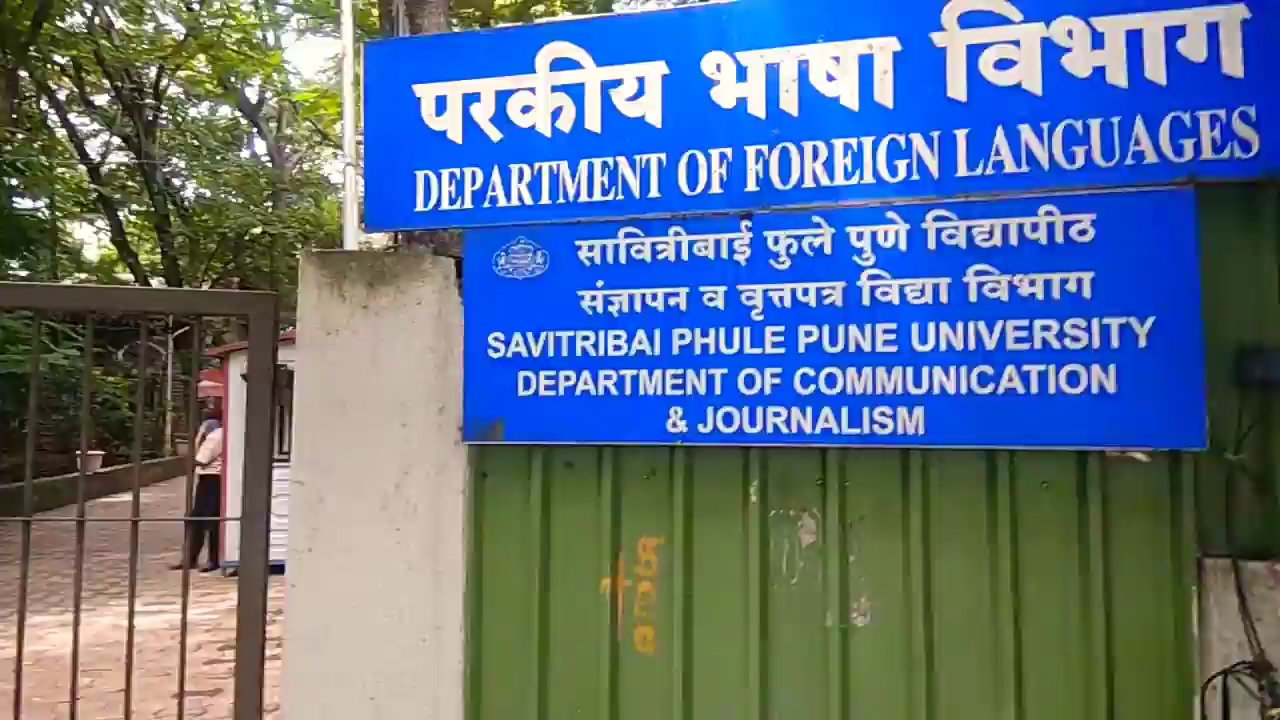 परकीय भाषा विभाग
DEPARTMENT OF FOREIGN LANGUAGES
सावित्रीबाई फुले पुणे विद्यापीठ
संज्ञापन व वृत्तपत्र विद्या विभाग
SAVITRIBAI PHULE PUNE UNIVERSITY
DEPARTMENT OF COMMUNICATION
& JOURNALISM